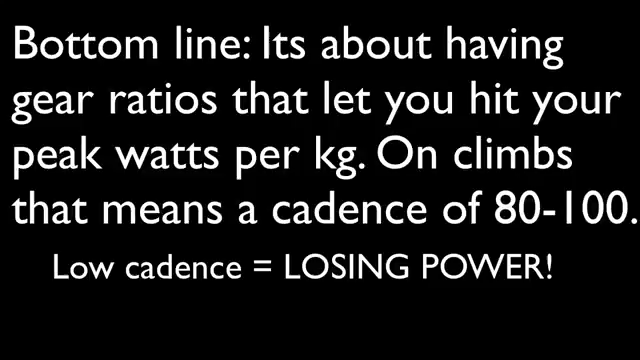 Bottom line: Its about having
gear ratios that let you hit your
peak watts per kg. On climbs
that means a cadence of 80-100.
Low cadence = LOSING POWER!